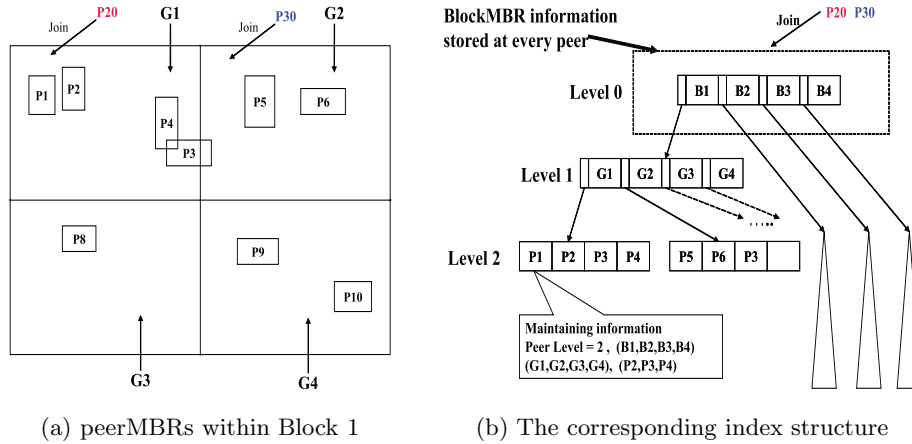 P20
G1
P30
G2
Join
Join
P1
P2
P4
P3
P5
P6
P8
P9
P10
G3
G4
(a) peerMBRs within Block 1
BlockMBR information
stored at every peer
Join
P20 P30
Level 0
B1 B2 B3 B4
Level 1
G1 G2 G3 G4
......
Level 2
P1 P2 P3 P4
P5 P6 P3
Maintaining information
Peer Level = 2 , (B1,B2,B3,B4)
(G1,G2,G3,G4), (P2,P3,P4)
(b) The corresponding index structure